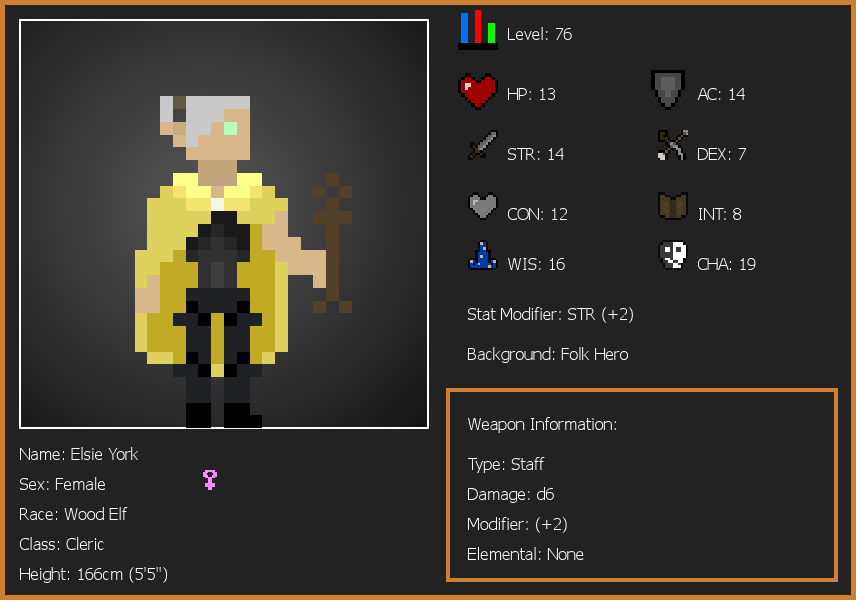 Level: 76
HP: 13
AC: 14
STR: 14
DEX: 7
CON: 12
INT: 8
WIS: 16
CHA: 19
Stat Modifier: STR (+2)
Background: Folk Hero
Weapon Information:
Type: Staff
Damage: d6
Modifier: (+2)
Elemental: None
Name: Elsie York
Sex: Female
Race: Wood Elf
Class: Cleric
Height: 166cm (5'5")